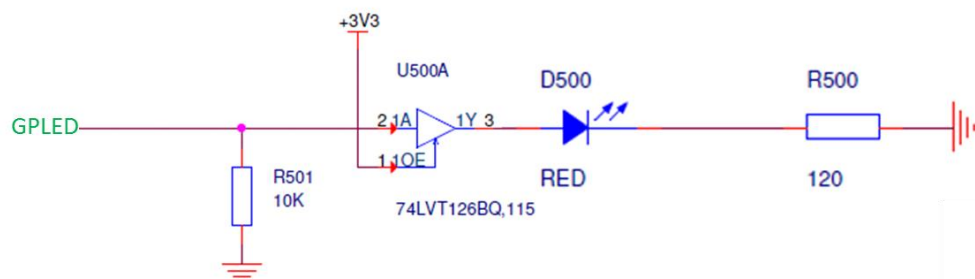 +3V3
U500A
D500
R500
GPLED
2 1A
1Y 3
1 1OE
R501
10K
RED
120
74LVT126BQ,115